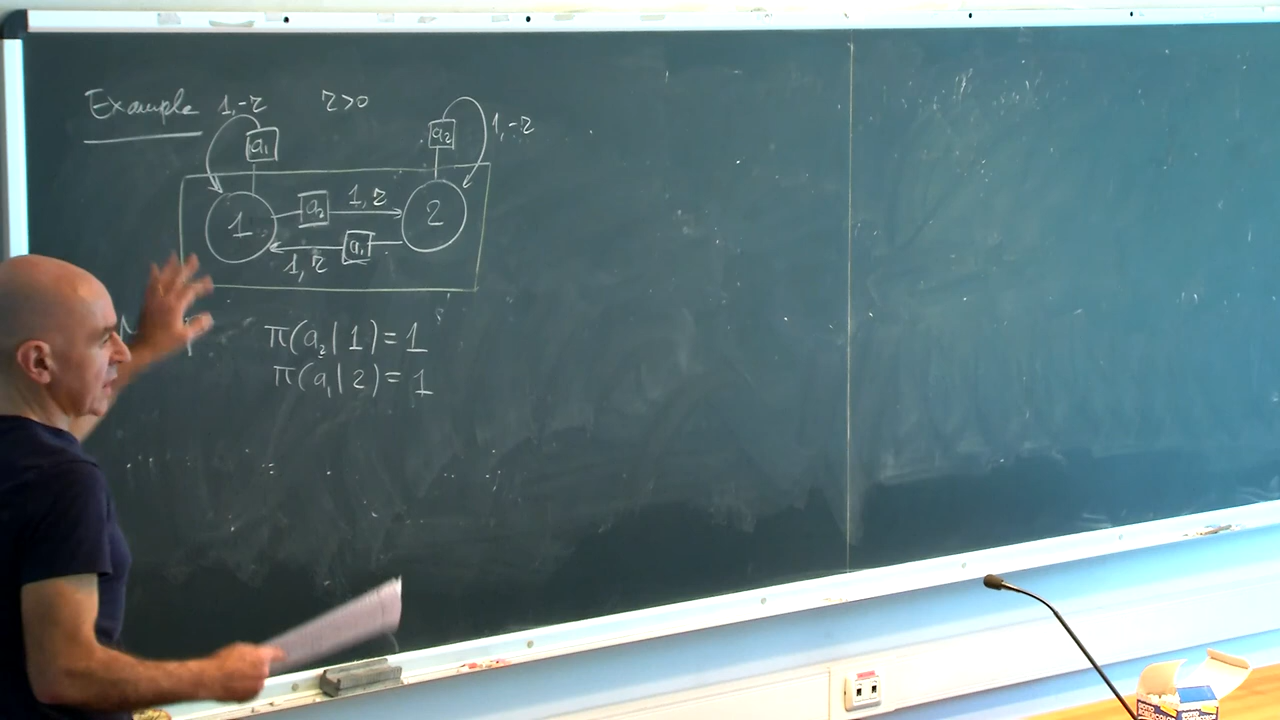 Example 1,-r r>0
a₁ a₂ 1,-r
1 a₂ 1, r 2
1, r a₁
π(a₂|1)=1
π(a₁|2)=1